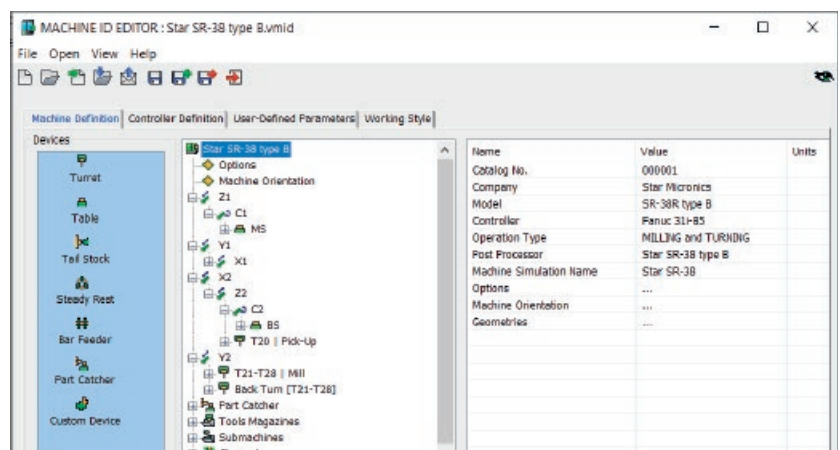 MACHINE ID EDITOR : Star SR-38 type B.vmid
File Open View Help
Machine Definition Controller Definition User-Defined Parameters Working Style
Devices
Turret
Table
Tail Stock
Steady Rest
Bar Feeder
Part Catcher
Custom Device
Star SR-38 type B
Options
Machine Orientation
Z1
C1
MS
Y1
X1
X2
Z2
C2
BS
T20 | Pick-Up
Y2
T21-T28 | Mill
Back Turn [T21-T28]
Part Catcher
Tools Magazines
Submachines
Name Value Units
Catalog No. 000001
Company Star Micronics
Model SR-38R type B
Controller Fanuc 31i-B5
Operation Type MILLING and TURNING
Post Processor Star SR-38 type B
Machine Simulation Name Star SR-38
Options ...
Machine Orientation ...
Geometries ...